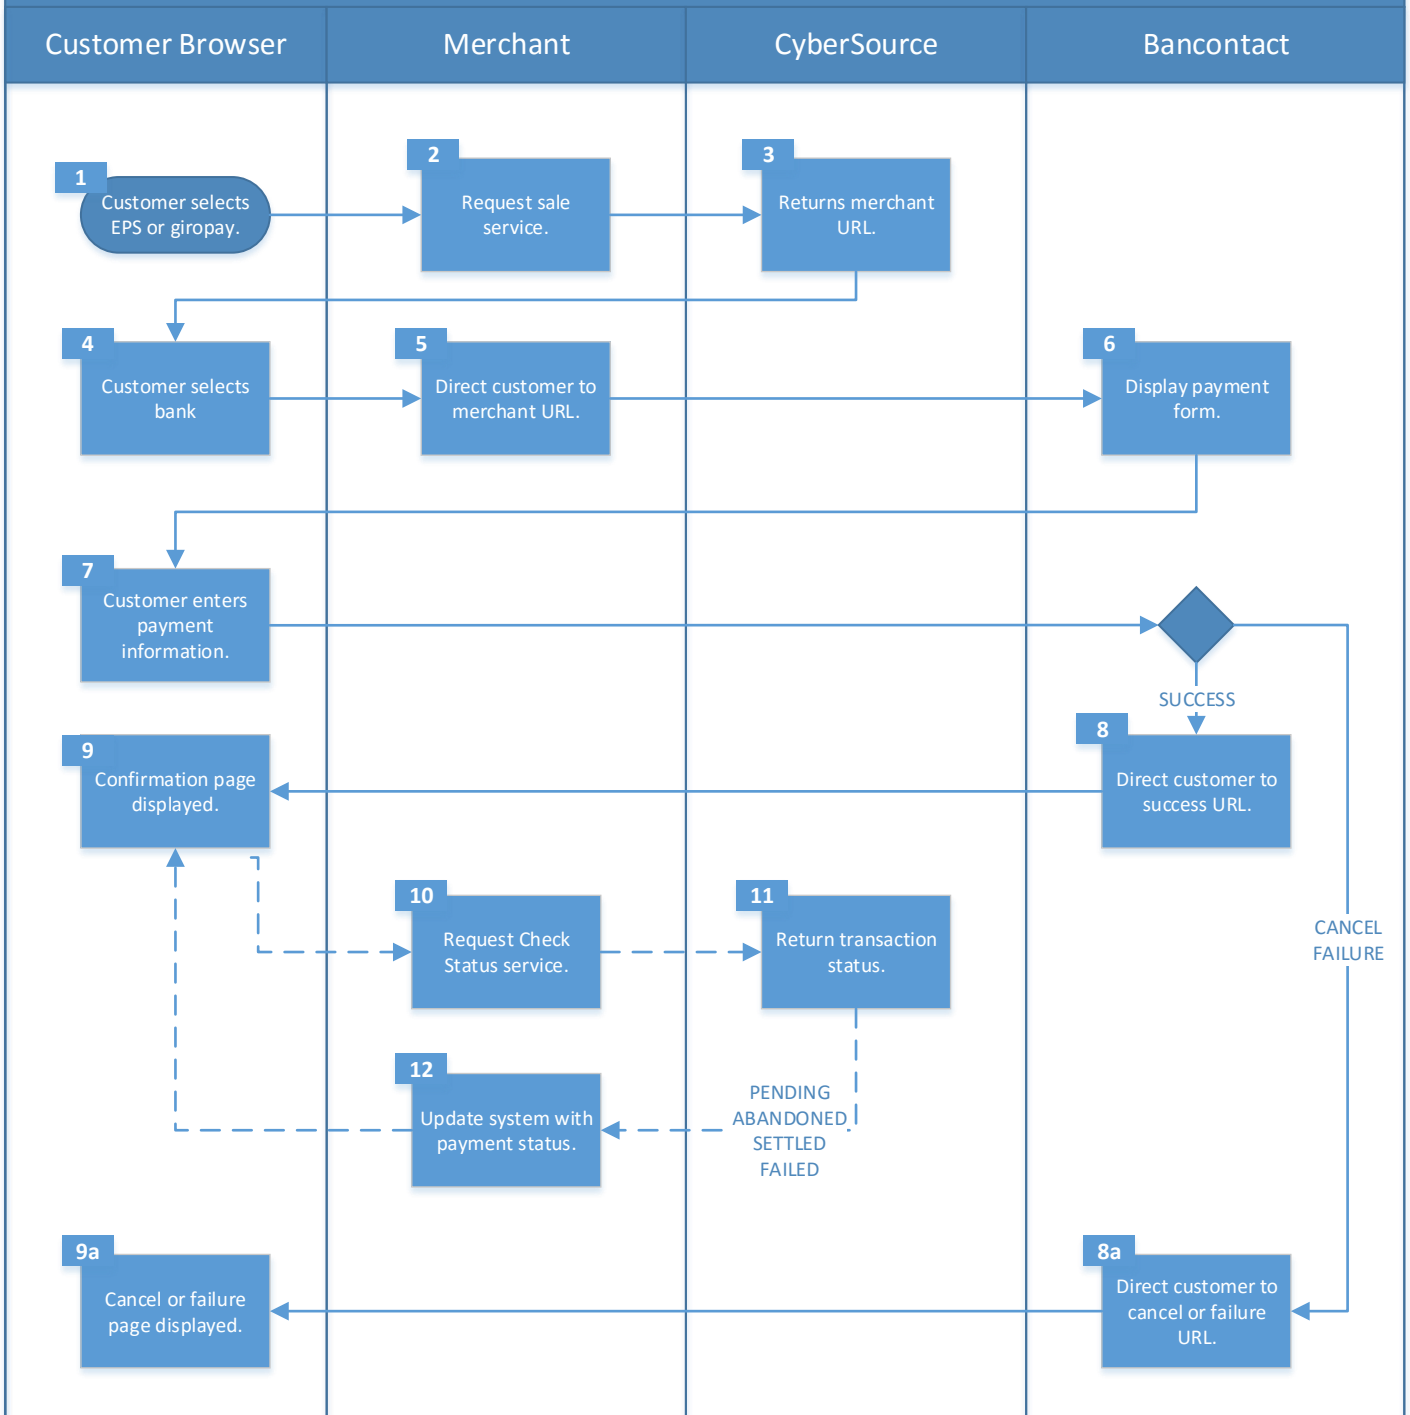 Customer Browser
Merchant
CyberSource
Bancontact
1
Customer selects
EPS or giropay.
2
Request sale
service.
3
Returns merchant
URL.
4
Customer selects
bank
5
Direct customer to
merchant URL.
6
Display payment
form.
7
Customer enters
payment
information.
SUCCESS
8
Direct customer to
success URL.
9
Confirmation page
displayed.
10
Request Check
Status service.
11
Return transaction
status.
CANCEL
FAILURE
12
Update system with
payment status.
PENDING
ABANDONED
SETTLED
FAILED
9a
Cancel or failure
page displayed.
8a
Direct customer to
cancel or failure
URL.